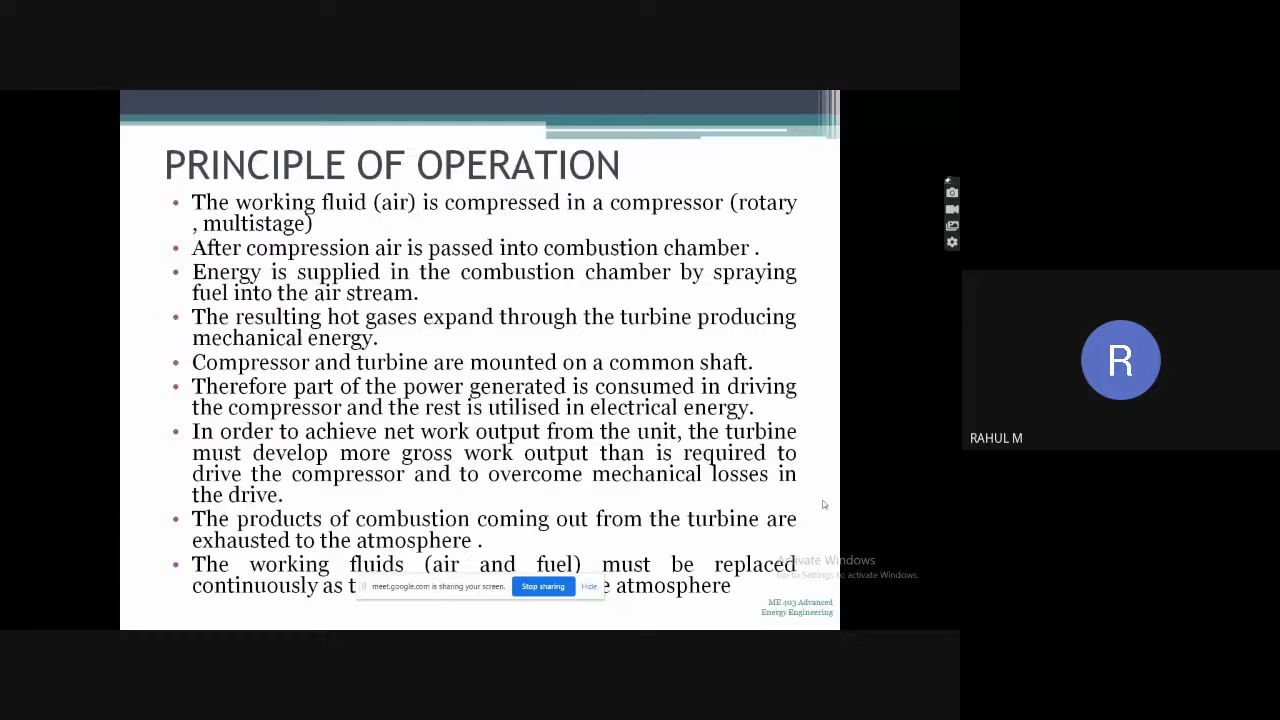 PRINCIPLE OF OPERATION
• The working fluid (air) is compressed in a compressor (rotary
, multistage)
• After compression air is passed into combustion chamber .
• Energy is supplied in the combustion chamber by spraying
fuel into the air stream.
• The resulting hot gases expand through the turbine producing
mechanical energy.
• Compressor and turbine are mounted on a common shaft.
• Therefore part of the power generated is consumed in driving
the compressor and the rest is utilised in electrical energy.
• In order to achieve net work output from the unit, the turbine
must develop more gross work output than is required to
drive the compressor and to overcome mechanical losses in
the drive.
• The products of combustion coming out from the turbine are
exhausted to the atmosphere .
• The working fluids (air and fuel) must be replaced
continuously as atmosphere
meet.google.com is sharing your screen. Stop sharing Hide
Activate Windows
Go to Settings to activate Windows.
ME 403 Advanced
Energy Engineering
R
RAHUL M